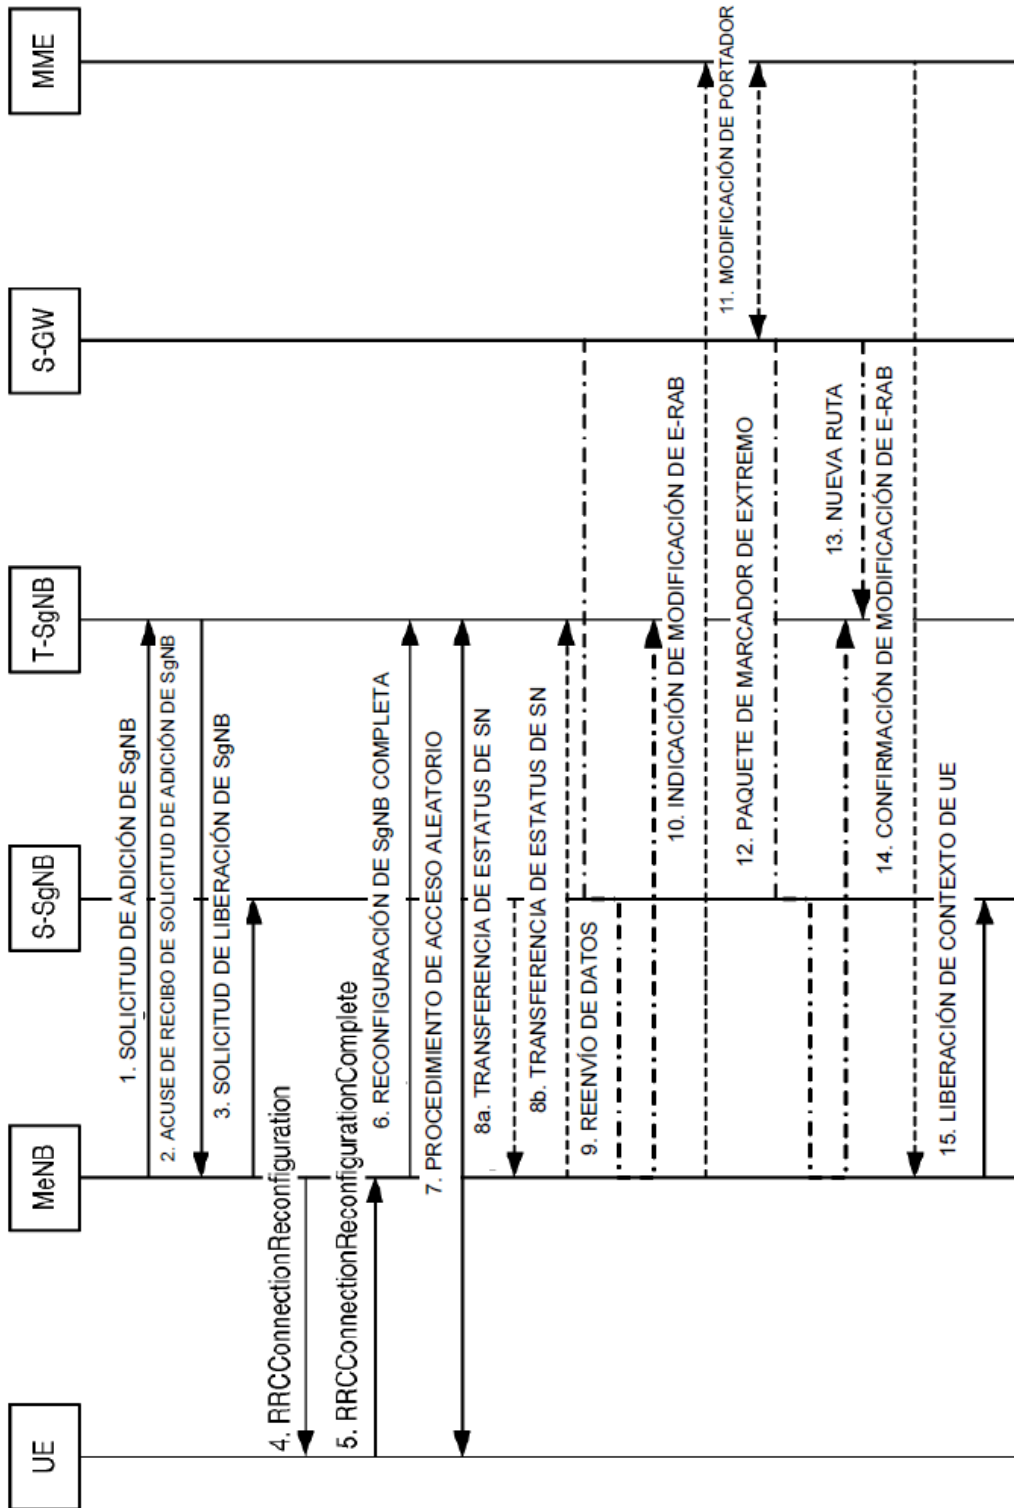 UE
MeNB
S-SgNB
T-SgNB
S-GW
MME
1. SOLICITUD DE ADICIÓN DE SgNB
2. ACUSE DE RECIBO DE SOLICITUD DE ADICIÓN DE SgNB
3. SOLICITUD DE LIBERACIÓN DE SgNB
4. RRCConnectionReconfiguration
5. RRCConnectionReconfigurationComplete
6. RECONFIGURACIÓN DE SgNB COMPLETA
7. PROCEDIMIENTO DE ACCESO ALEATORIO
8a. TRANSFERENCIA DE ESTATUS DE SN
8b. TRANSFERENCIA DE ESTATUS DE SN
9. REENVÍO DE DATOS
10. INDICACIÓN DE MODIFICACIÓN DE E-RAB
11. MODIFICACIÓN DE PORTADOR
12. PAQUETE DE MARCADOR DE EXTREMO
13. NUEVA RUTA
14. CONFIRMACIÓN DE MODIFICACIÓN DE E-RAB
15. LIBERACIÓN DE CONTEXTO DE UE